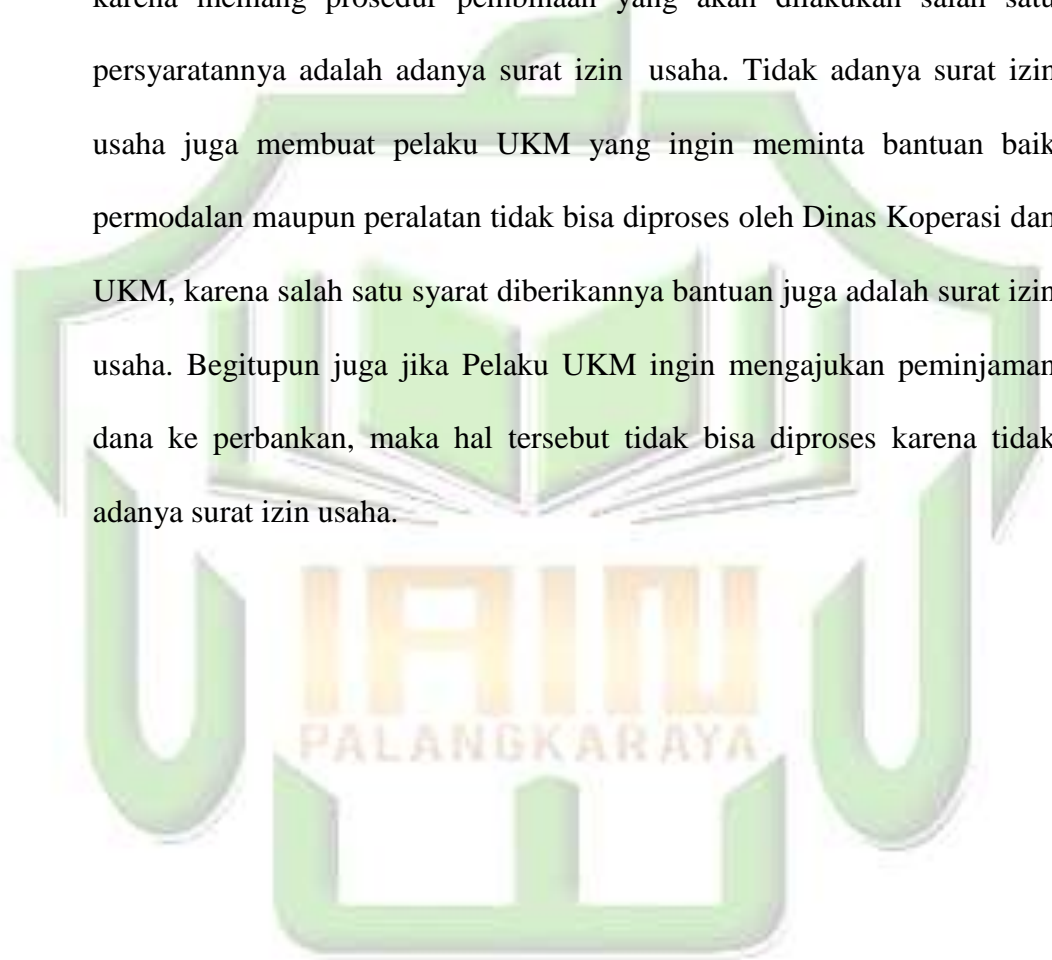 karena memang prosedur pembinaan yang akan dilakukan salah satu
persyaratannya adalah adanya surat izin usaha. Tidak adanya surat izin
usaha juga membuat pelaku UKM yang ingin meminta bantuan baik
permodalan maupun peralatan tidak bisa diproses oleh Dinas Koperasi dan
UKM, karena salah satu syarat diberikannya bantuan juga adalah surat izin
usaha. Begitupun juga jika Pelaku UKM ingin mengajukan peminjaman
dana ke perbankan, maka hal tersebut tidak bisa diproses karena tidak
adanya surat izin usaha.
IAIN
PALANGKARAYA